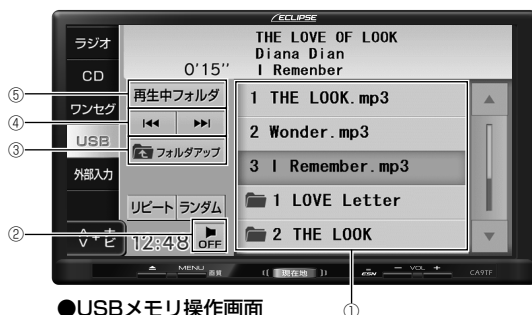 ECLIPSE
ラジオ
CD
ワンセグ
USB
外部入力
THE LOVE OF LOOK
Diana Dian
0'15'' I Remenber
⑤ 再生中フォルダ
④
③ フォルダアップ
リピート ランダム
② 12:48 OFF
1 THE LOOK.mp3
2 Wonder.mp3
3 I Remember.mp3
1 LOVE Letter
2 THE LOOK
MENU 画質 現在地 ESN − VOL + CA9TF
●USBメモリ操作画面 ①